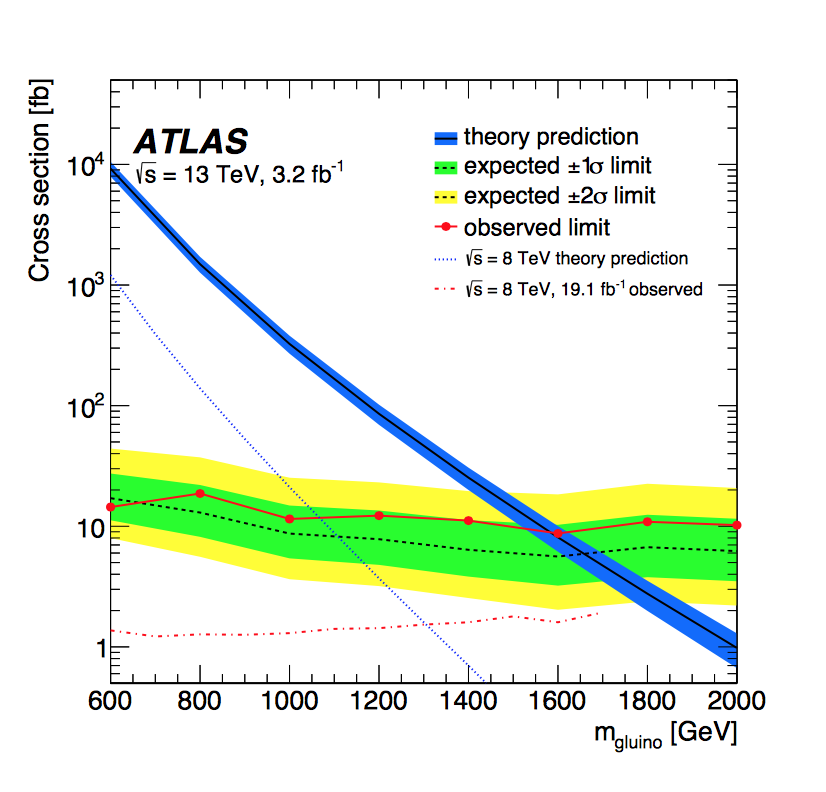 Cross section [fb]
10⁴
10³
10²
10
1
ATLAS
√s = 13 TeV, 3.2 fb⁻¹
theory prediction
expected ±1σ limit
expected ±2σ limit
observed limit
√s = 8 TeV theory prediction
√s = 8 TeV, 19.1 fb⁻¹ observed
600 800 1000 1200 1400 1600 1800 2000
m_gluino [GeV]